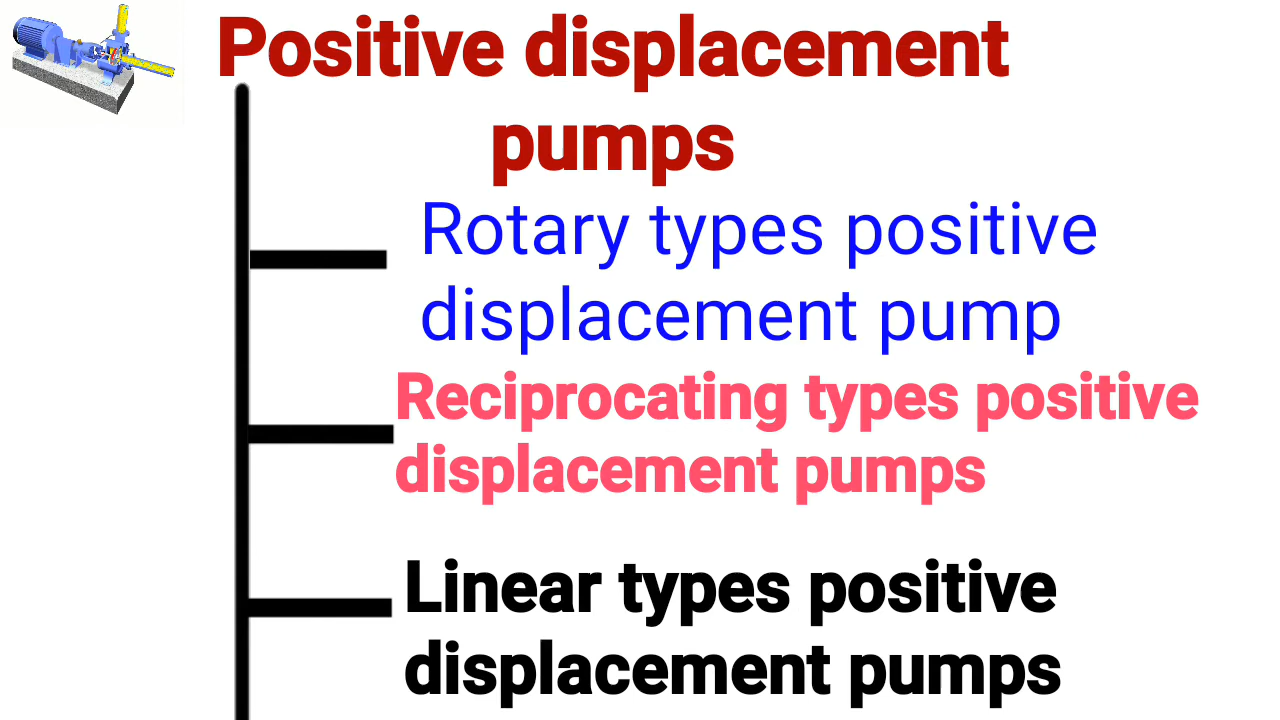 Positive displacement
pumps
Rotary types positive
displacement pump
Reciprocating types positive
displacement pumps
Linear types positive
displacement pumps